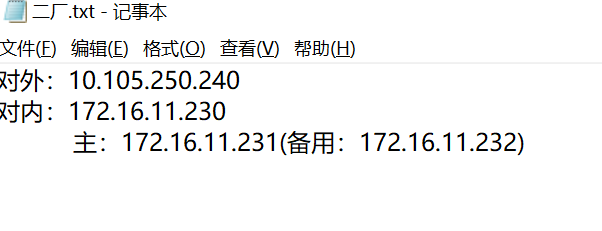 二厂.txt - 记事本
文件(F) 编辑(E) 格式(O) 查看(V) 帮助(H)
对外：10.105.250.240
对内：172.16.11.230
主：172.16.11.231(备用：172.16.11.232)